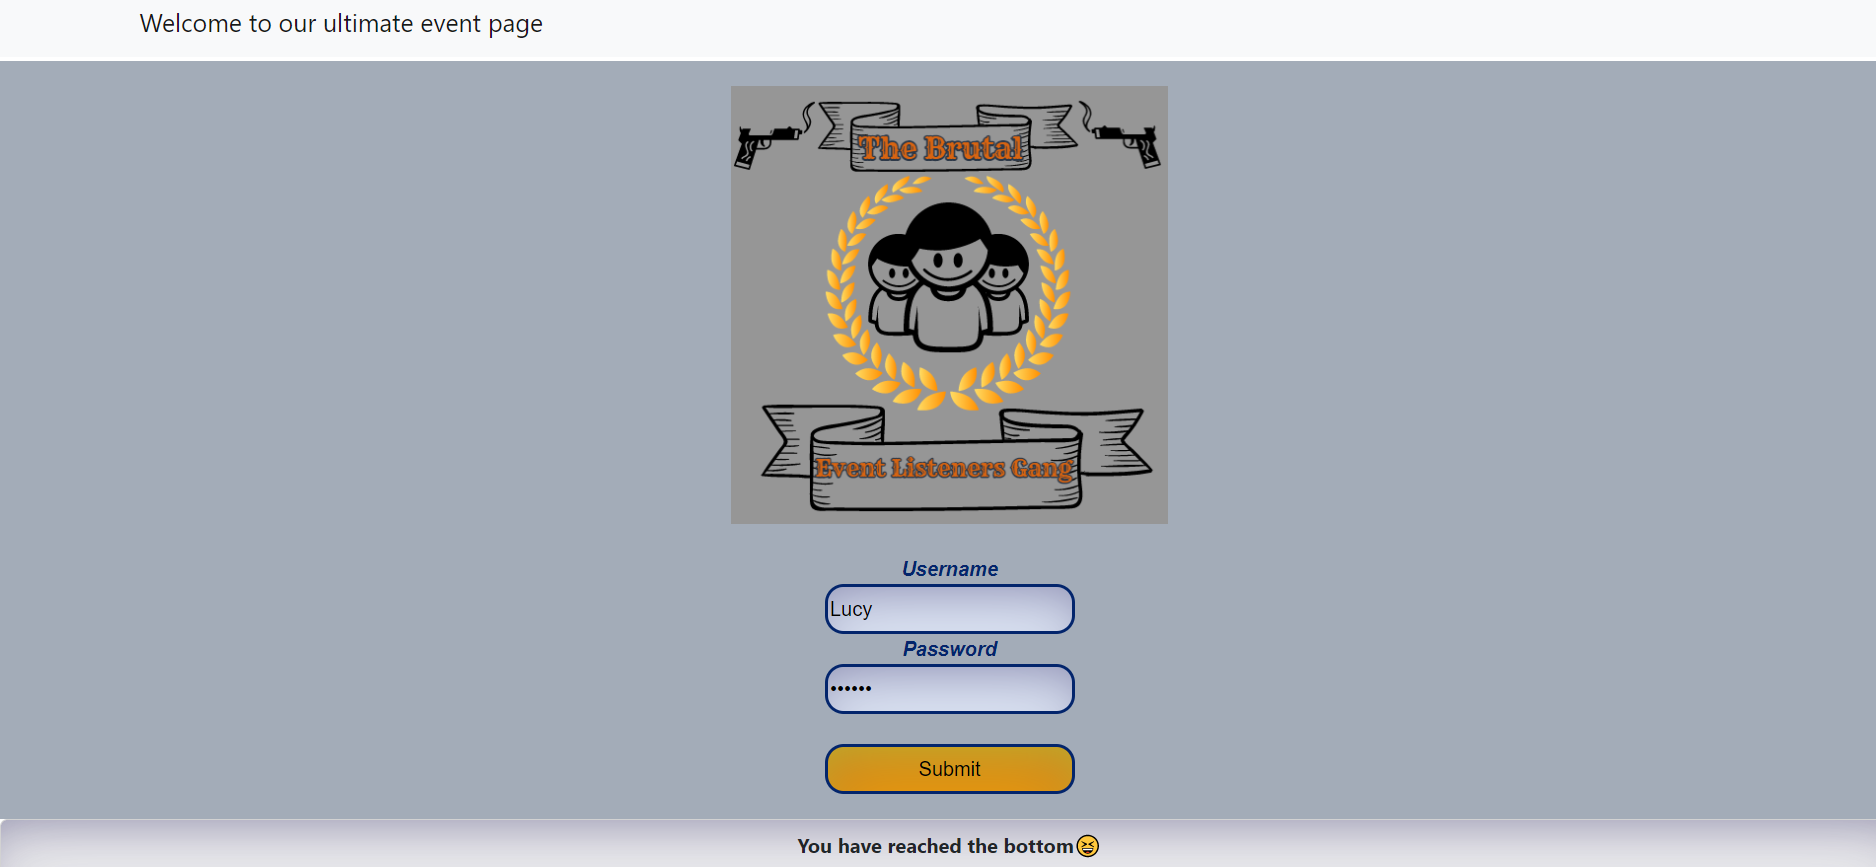 Welcome to our ultimate event page
The Brutal
Event Listeners Gang
Username
Lucy
Password
••••••
Submit
You have reached the bottom😆